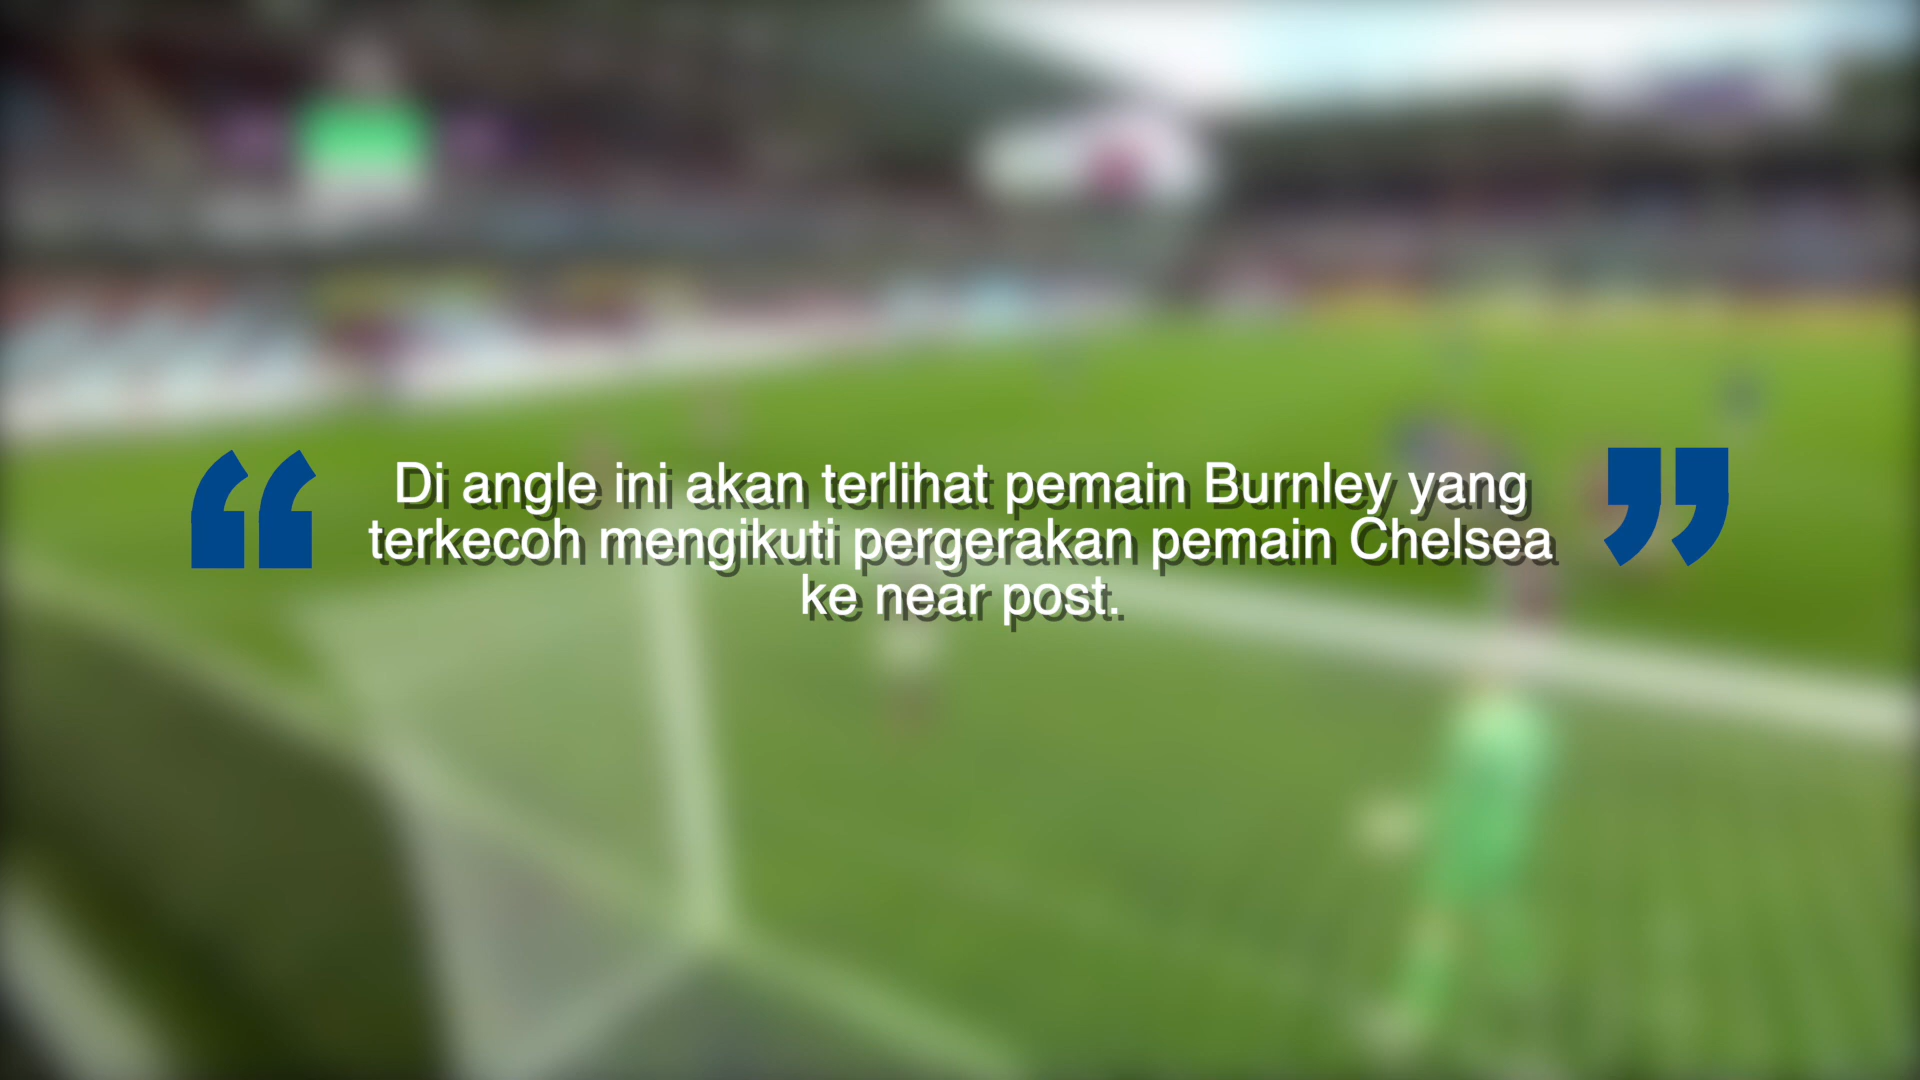 “ Di angle ini akan terlihat pemain Burnley yang ”
terkecoh mengikuti pergerakan pemain Chelsea
ke near post.